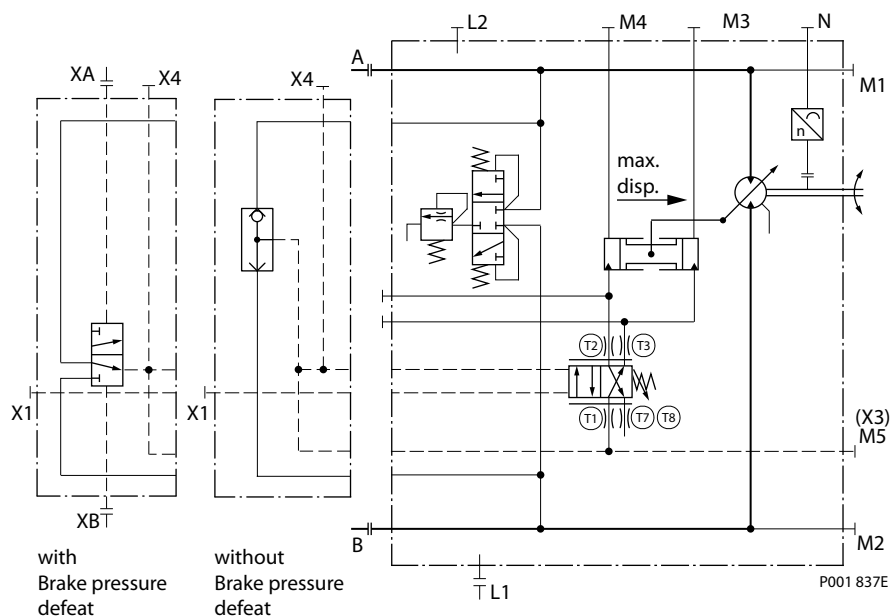 L2
M4
M3
N
A
XA
X4
X4
M1
n
max.
disp.
T2
T3
X1
X1
T1
T7
T8
(X3)
M5
XB
B
M2
with
Brake pressure
defeat
without
Brake pressure
defeat
L1
P001 837E